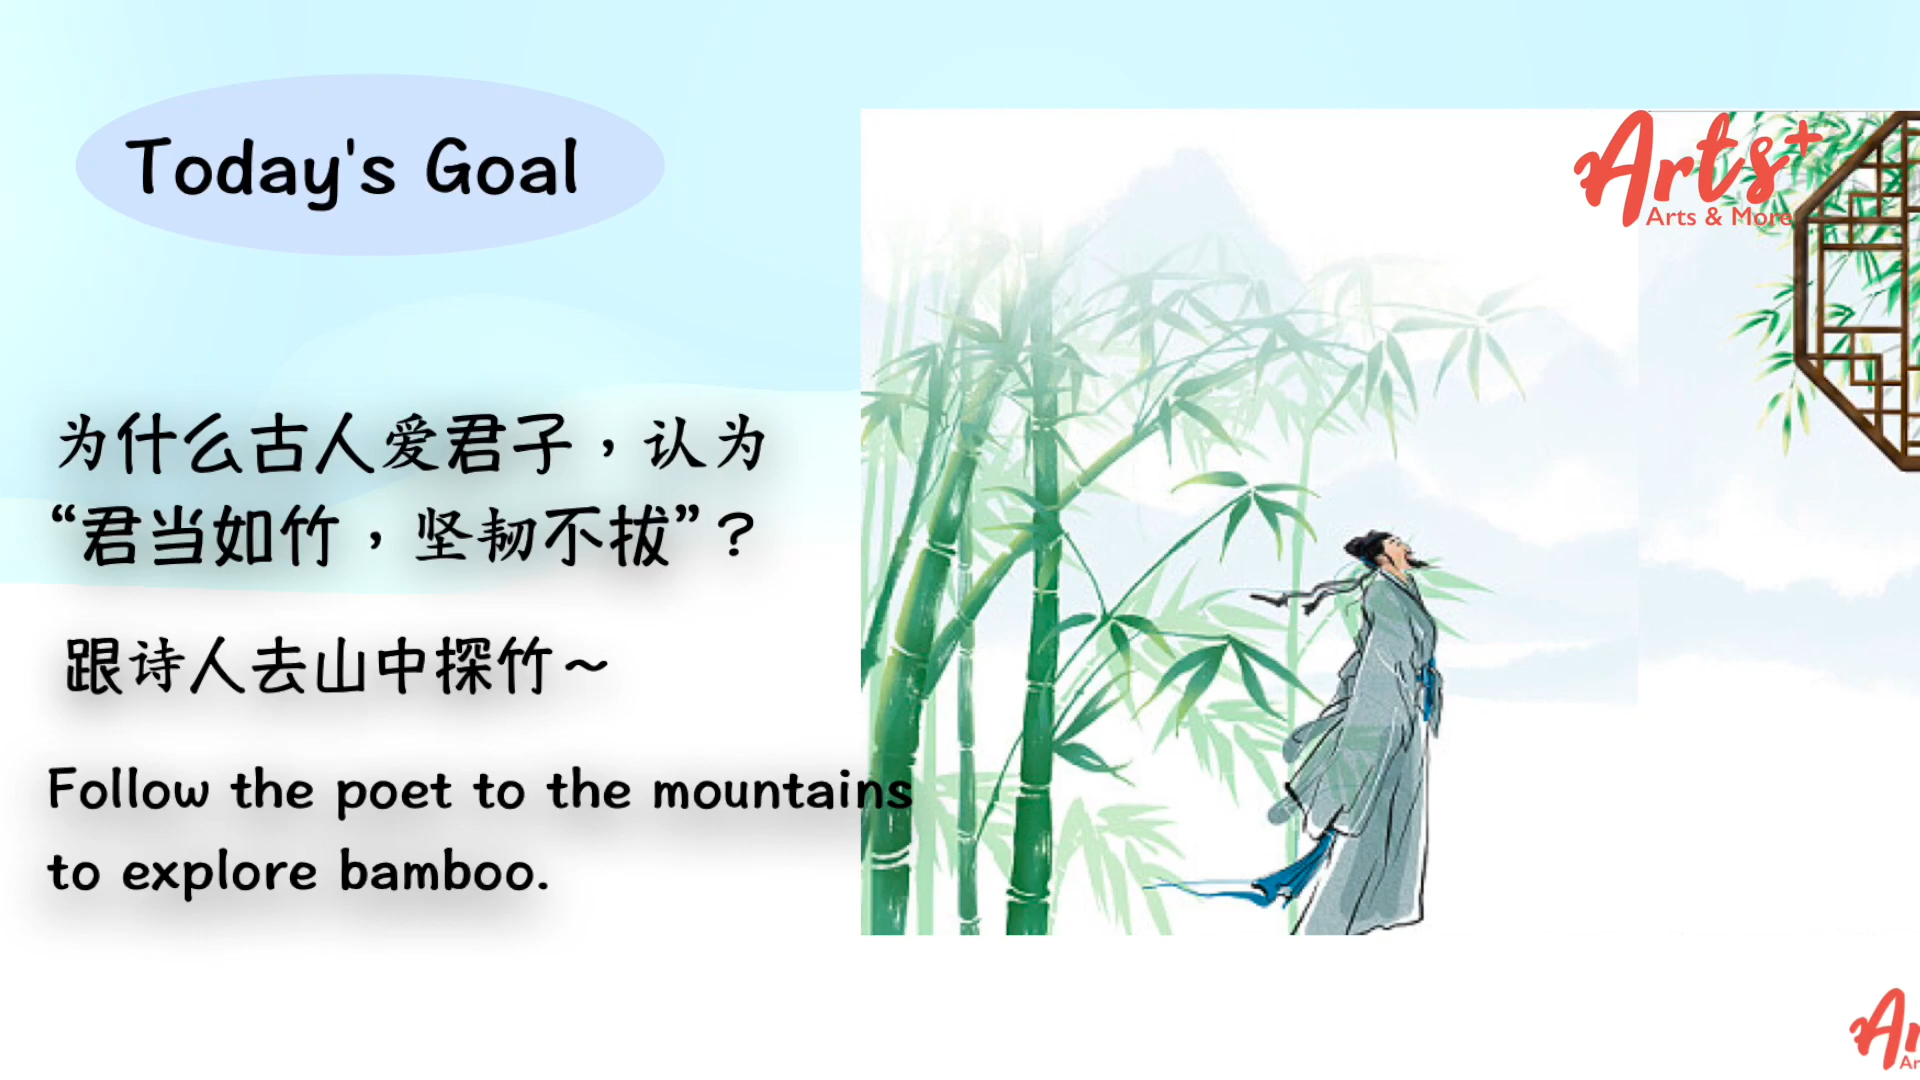 Today's Goal
Arts+
Arts & More
为什么古人爱君子，认为
“君当如竹，坚韧不拔”？
跟诗人去山中探竹～
Follow the poet to the mountains
to explore bamboo.
Ar
Ar